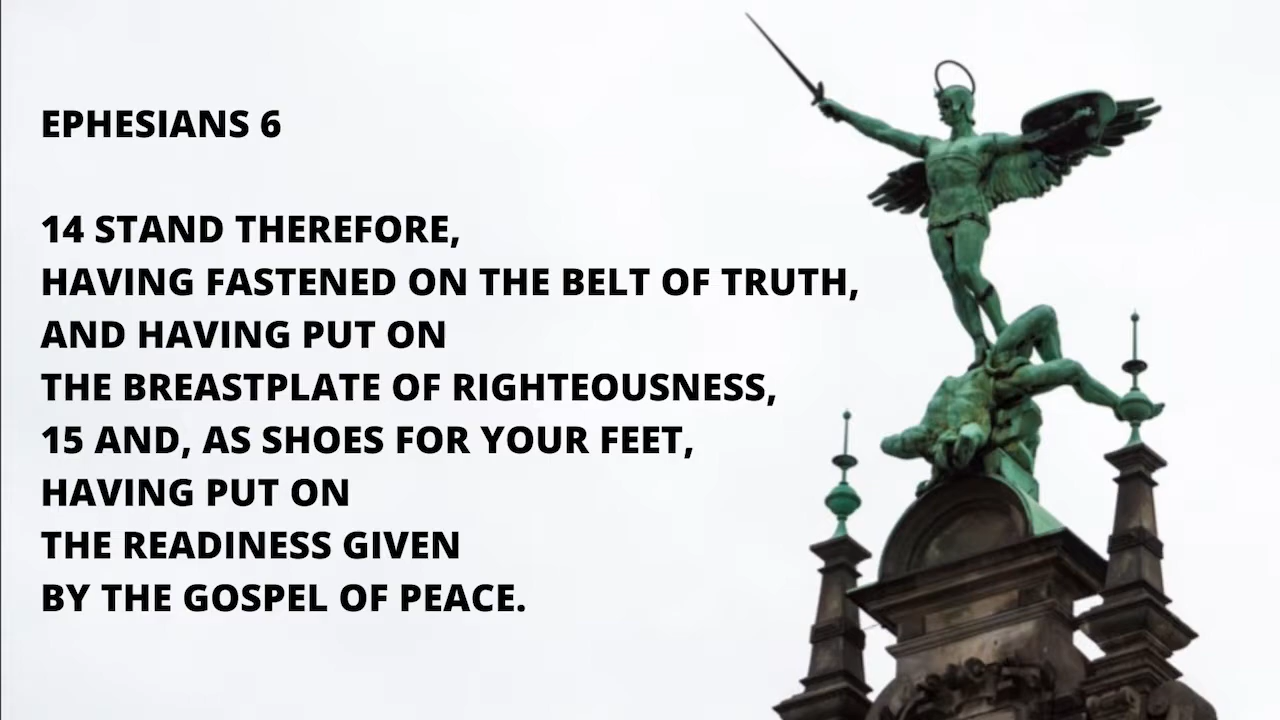 EPHESIANS 6
14 STAND THEREFORE,
HAVING FASTENED ON THE BELT OF TRUTH,
AND HAVING PUT ON
THE BREASTPLATE OF RIGHTEOUSNESS,
15 AND, AS SHOES FOR YOUR FEET,
HAVING PUT ON
THE READINESS GIVEN
BY THE GOSPEL OF PEACE.